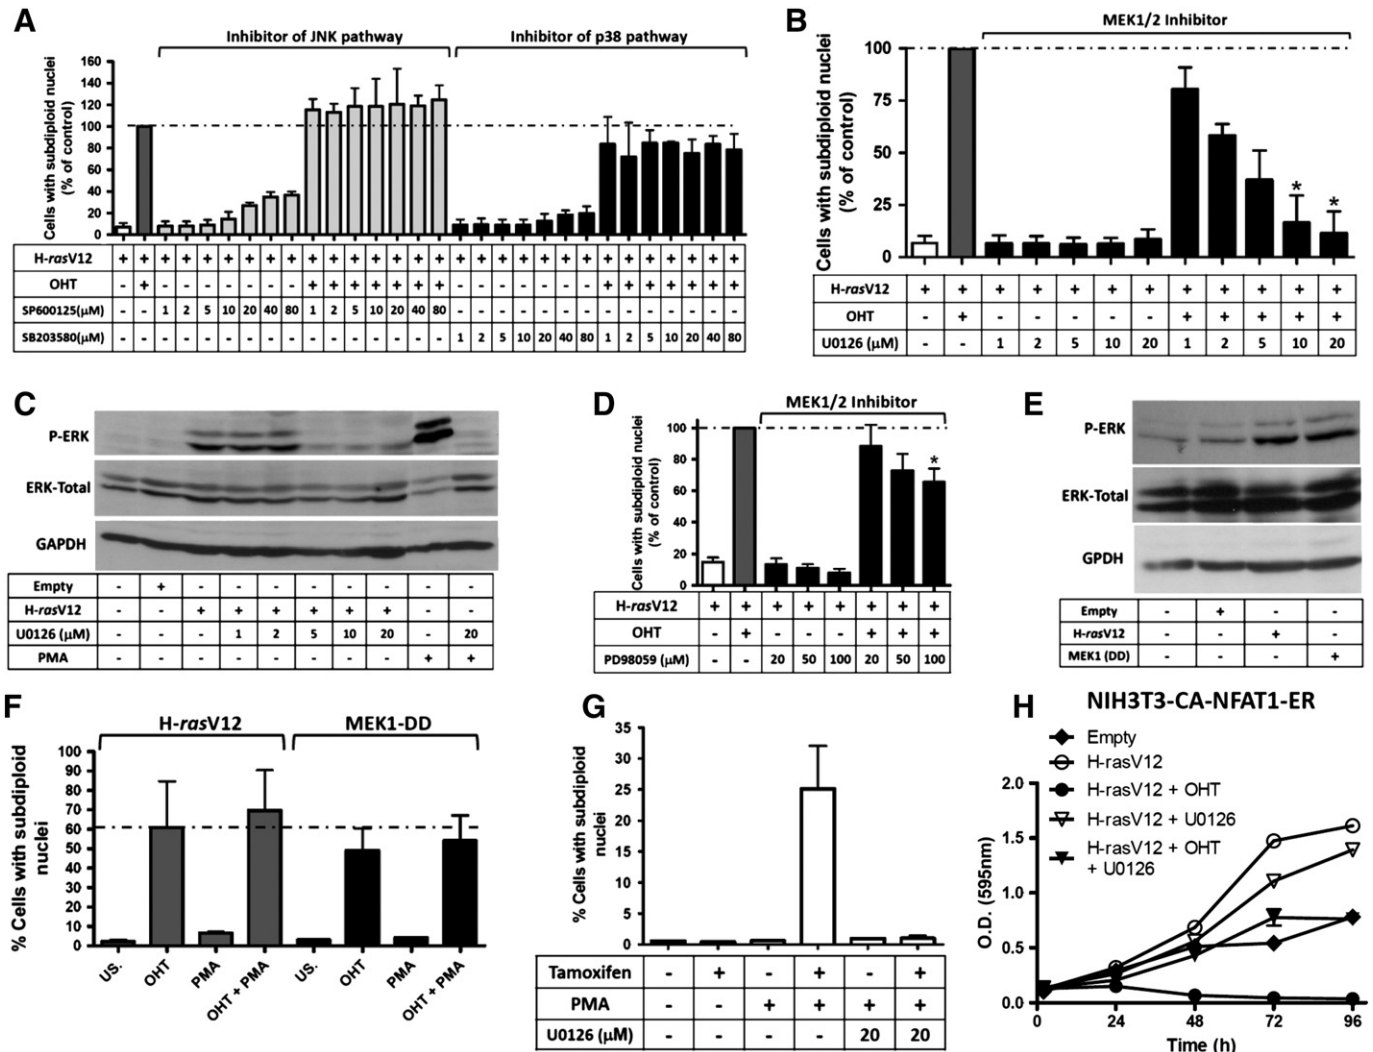 A
Inhibitor of JNK pathway
Inhibitor of p38 pathway
Cells with subdiploid nuclei
(% of control)
160
140
120
100
80
60
40
20
0
H-rasV12 + + + + + + + + + + + + + + + + + + + + + + + + + + + + + +
OHT - + - - - - - - - + + + + + + + - - - - - - - + + + + + + +
SP600125(μM) - - 1 2 5 10 20 40 80 1 2 5 10 20 40 80 - - - - - - - - - - - - - -
SB203580(μM) - - - - - - - - - - - - - - - - 1 2 5 10 20 40 80 1 2 5 10 20 40 80
B
MEK1/2 Inhibitor
Cells with subdiploid nuclei
(% of control)
100
75
50
25
0
* *
H-rasV12 + + + + + + + + + + + +
OHT - + - - - - - + + + + +
U0126 (μM) - - 1 2 5 10 20 1 2 5 10 20
C
P-ERK
ERK-Total
GAPDH
Empty - + - - - - - - - -
H-rasV12 - - + + + + + + - -
U0126 (μM) - - - 1 2 5 10 20 - 20
PMA - - - - - - - - + +
D
MEK1/2 Inhibitor
Cells with subdiploid nuclei
(% of control)
100
80
60
40
20
0
*
H-rasV12 + + + + + + + +
OHT - + - - - + + +
PD98059 (μM) - - 20 50 100 20 50 100
E
P-ERK
ERK-Total
GPDH
Empty - + - -
H-rasV12 - - + -
MEK1 (DD) - - - +
F
H-rasV12
MEK1-DD
% Cells with subdiploid
nuclei
100
90
80
70
60
50
40
30
20
10
0
US. OHT PMA OHT + PMA US. OHT PMA OHT + PMA
G
% Cells with subdiploid
nuclei
35
30
25
20
15
10
5
0
Tamoxifen - + - + - +
PMA - - + + + +
U0126 (μM) - - - - 20 20
H
NIH3T3-CA-NFAT1-ER
Empty
H-rasV12
H-rasV12 + OHT
H-rasV12 + U0126
H-rasV12 + OHT
+ U0126
O.D. (595nm)
2.0
1.5
1.0
0.5
0.0
0 24 48 72 96
Time (h)